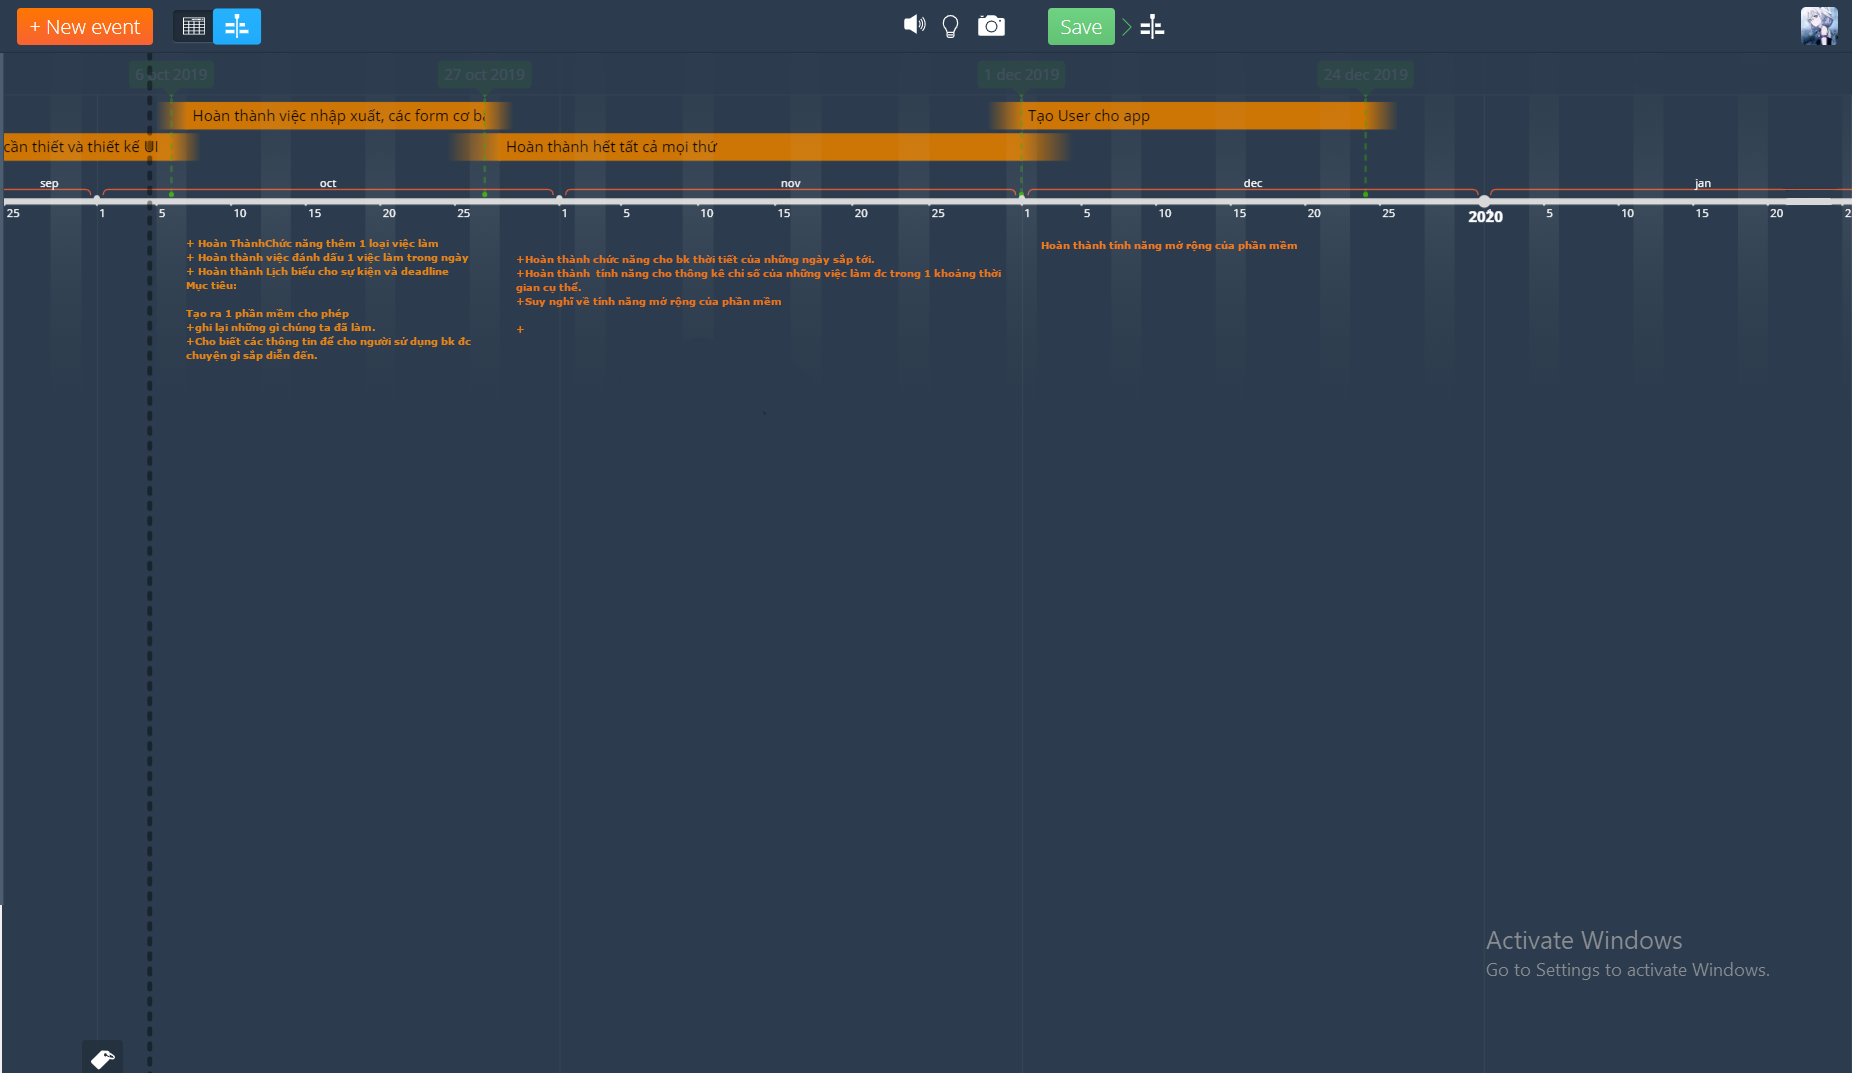 + New event
Save
6 oct 2019
27 oct 2019
1 dec 2019
24 dec 2019
Hoàn thành việc nhập xuất, các form cơ bả
Tạo User cho app
cần thiết và thiết kế UI
Hoàn thành hết tất cả mọi thứ
sep oct nov dec jan
25 1 5 10 15 20 25 1 5 10 15 20 25 1 5 10 15 20 25 2020 5 10 15 20 2
+ Hoàn ThànhChức năng thêm 1 loại việc làm
+ Hoàn thành việc đánh dấu 1 việc làm trong ngày
+ Hoàn thành Lịch biểu cho sự kiện và deadline
Mục tiêu:
Tạo ra 1 phần mềm cho phép
+ghi lại những gì chúng ta đã làm.
+Cho biết các thông tin để cho người sử dụng bk đc
chuyện gì sắp diễn đến.
+Hoàn thành chức năng cho bk thời tiết của những ngày sắp tới.
+Hoàn thành tính năng cho thông kê chỉ số của những việc làm đc trong 1 khoảng thời
gian cụ thể.
+Suy nghĩ về tính năng mở rộng của phần mềm
+
Hoàn thành tính năng mở rộng của phần mềm
Activate Windows
Go to Settings to activate Windows.